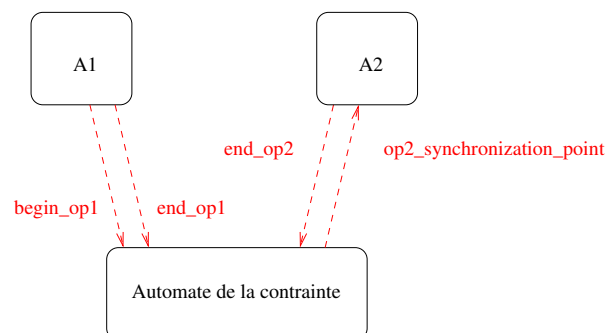 A1
A2
end_op2
op2_synchronization_point
begin_op1
end_op1
Automate de la contrainte